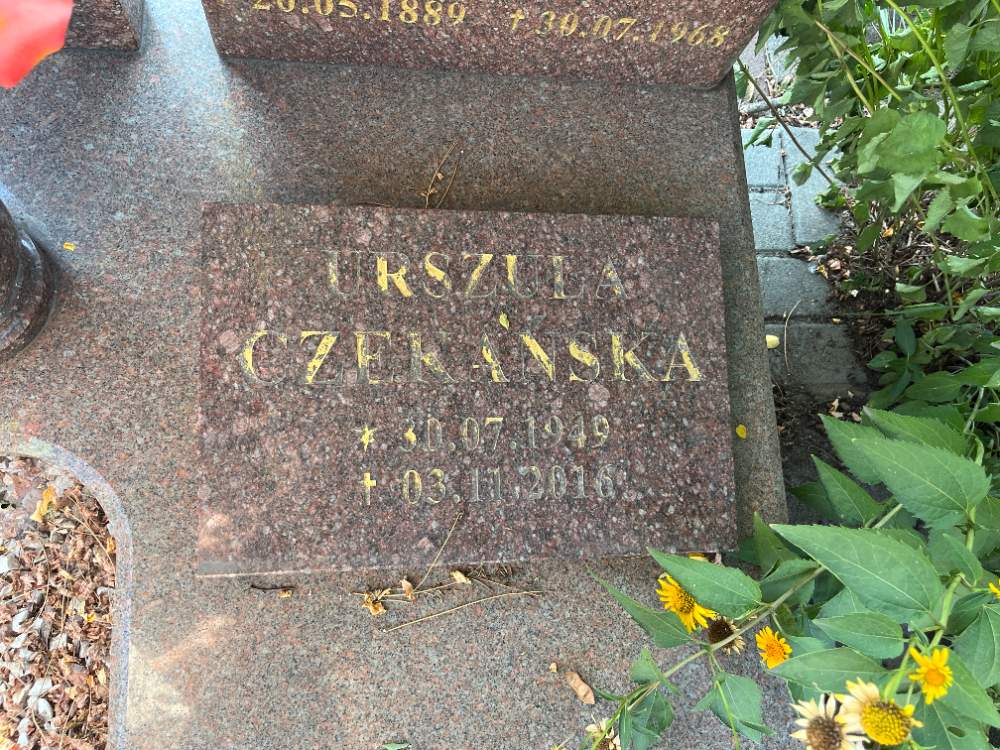 20.05.1889 † 30.07.1968
URSZULA
CZEKAŃSKA
* 30.07.1949
† 03.11.2016